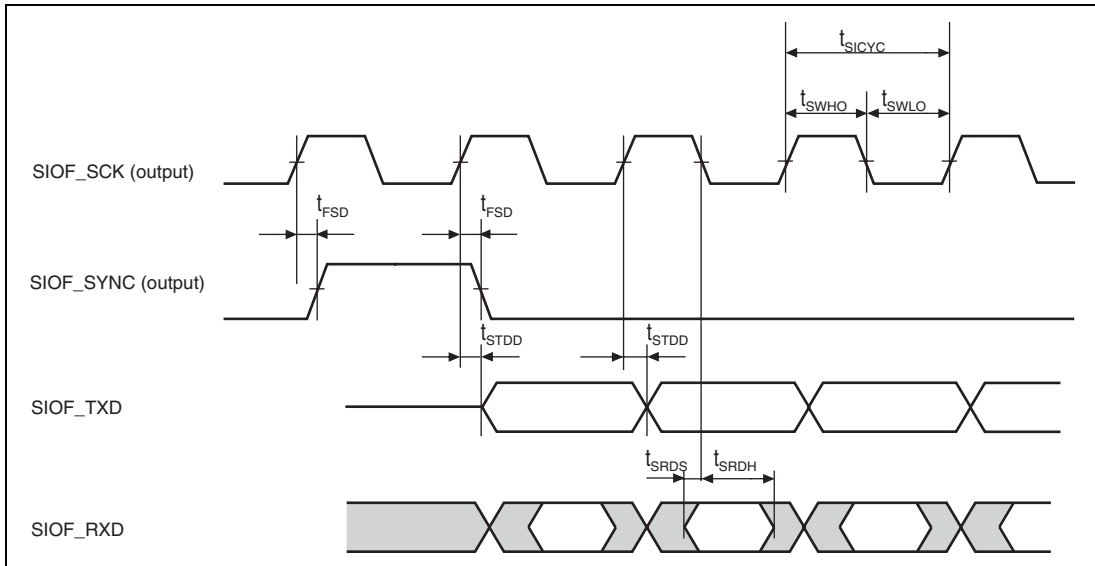 tSICYC
tSWHO tSWLO
SIOF_SCK (output)
tFSD tFSD
SIOF_SYNC (output)
tSTDD tSTDD
SIOF_TXD
tSRDS tSRDH
SIOF_RXD